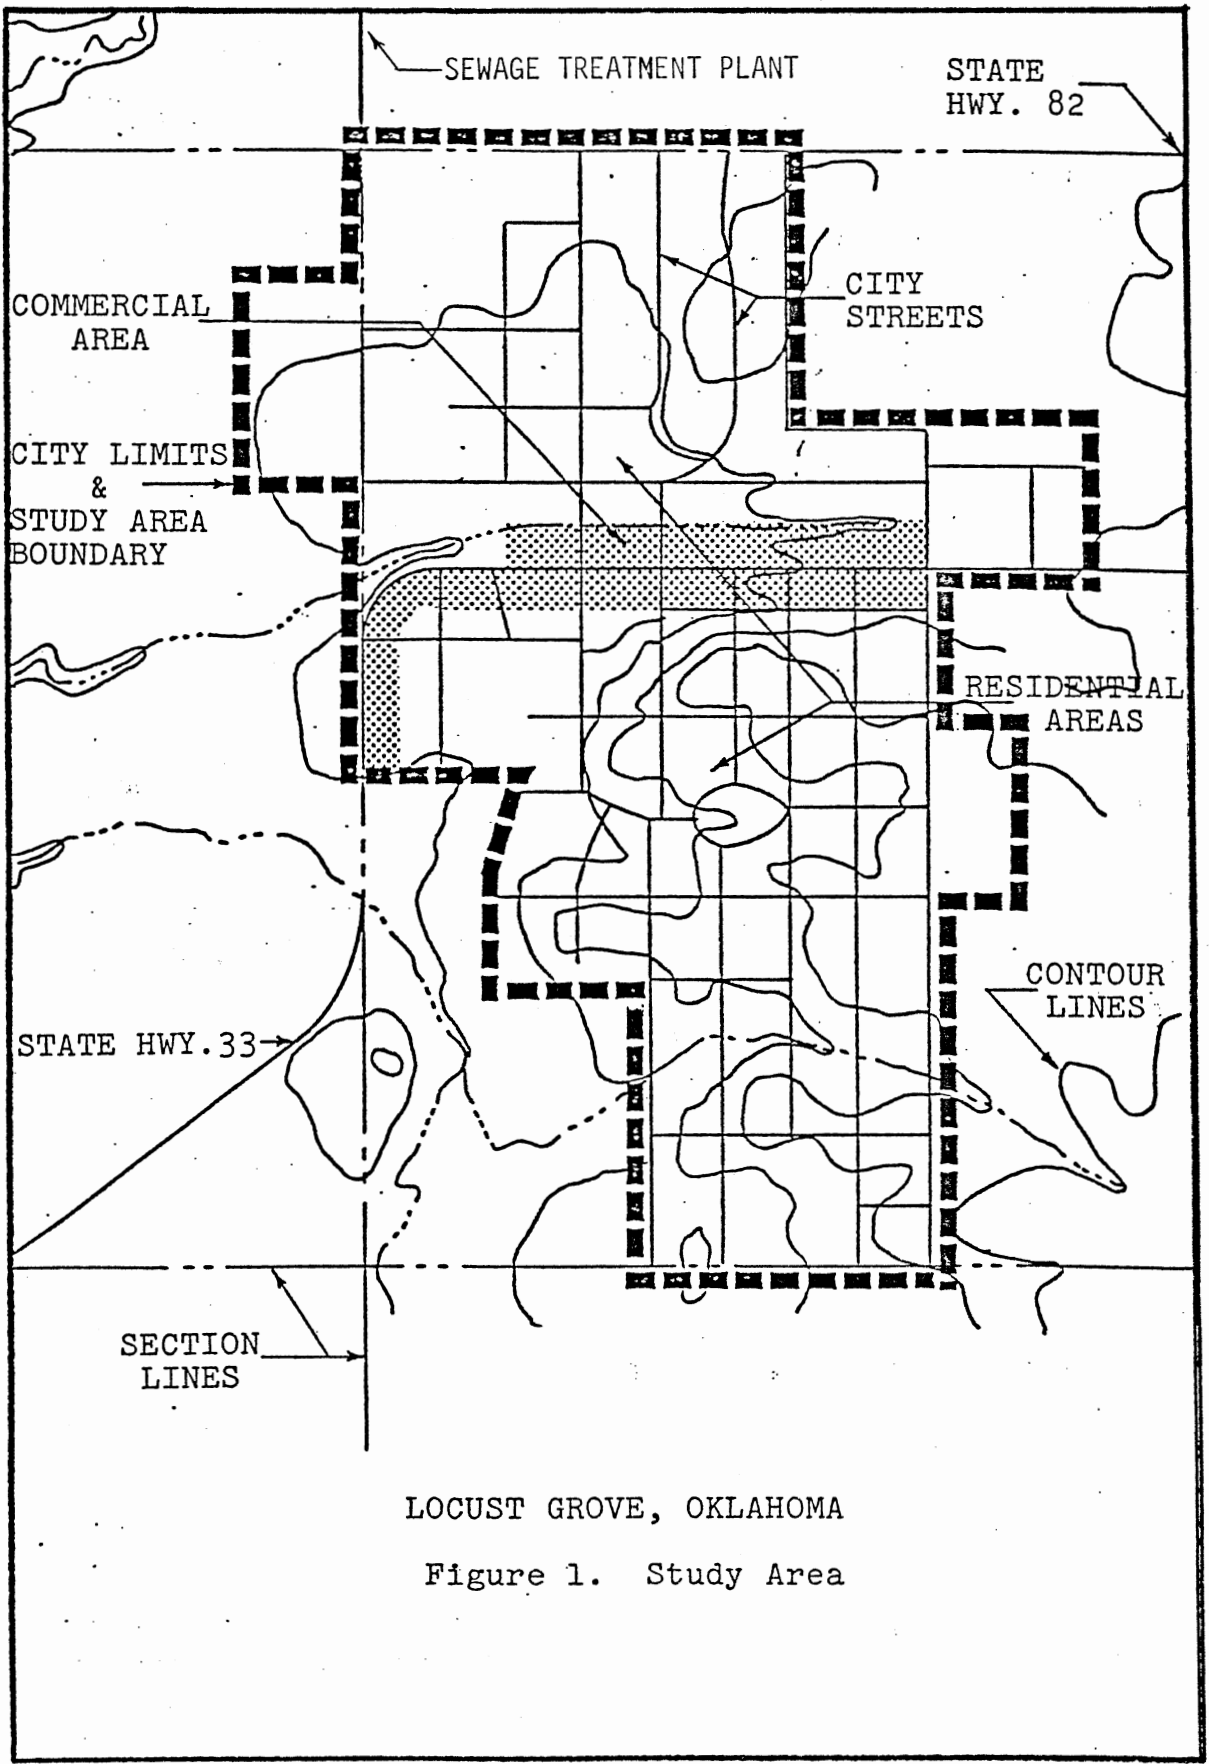 SEWAGE TREATMENT PLANT
STATE
HWY. 82
CITY
STREETS
COMMERCIAL
AREA
CITY LIMITS
&
STUDY AREA
BOUNDARY
RESIDENTIAL
AREAS
CONTOUR
LINES
STATE HWY.33
SECTION
LINES
LOCUST GROVE, OKLAHOMA
Figure 1. Study Area